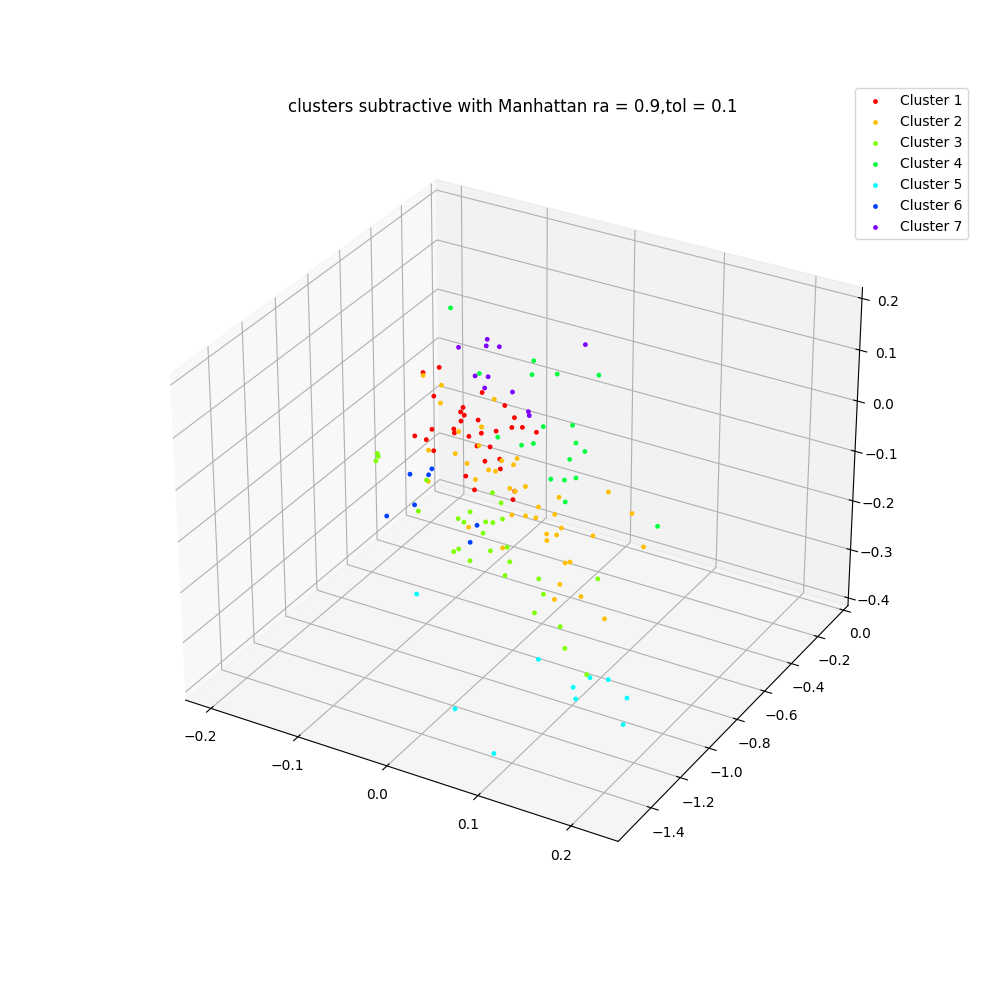 clusters subtractive with Manhattan ra = 0.9,tol = 0.1
Cluster 1
Cluster 2
Cluster 3
Cluster 4
Cluster 5
Cluster 6
Cluster 7
0.2
0.1
0.0
−0.1
−0.2
−0.3
−0.4
0.0
−0.2
−0.4
−0.6
−0.8
−1.0
−1.2
−1.4
−0.2
−0.1
0.0
0.1
0.2